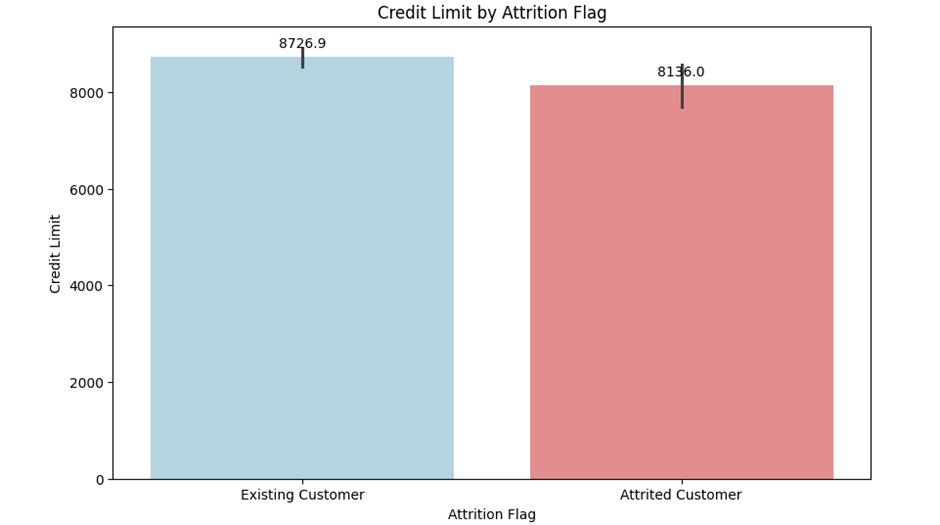 Credit Limit by Attrition Flag
8726.9
8136.0
8000
6000
4000
2000
0
Credit Limit
Existing Customer
Attrited Customer
Attrition Flag